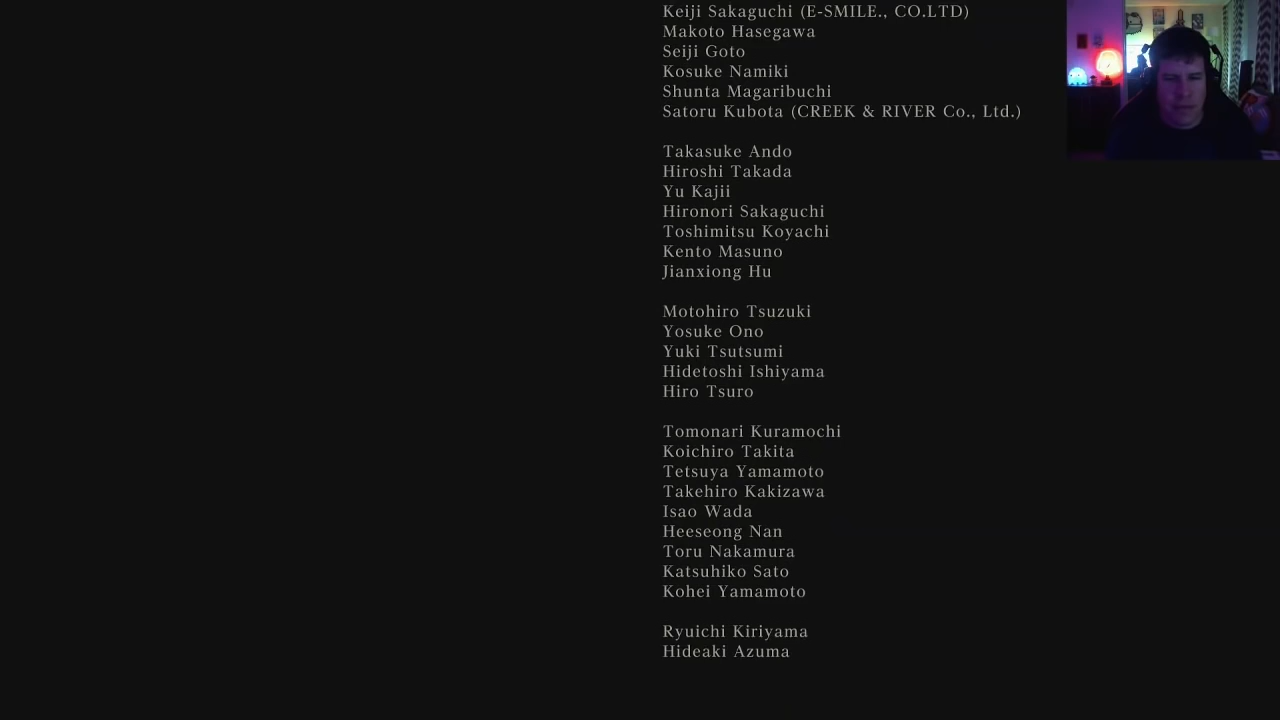 Keiji Sakaguchi (E-SMILE., CO.LTD)
Makoto Hasegawa
Seiji Goto
Kosuke Namiki
Shunta Magaribuchi
Satoru Kubota (CREEK & RIVER Co., Ltd.)
Takasuke Ando
Hiroshi Takada
Yu Kajii
Hironori Sakaguchi
Toshimitsu Koyachi
Kento Masuno
Jianxiong Hu
Motohiro Tsuzuki
Yosuke Ono
Yuki Tsutsumi
Hidetoshi Ishiyama
Hiro Tsuro
Tomonari Kuramochi
Koichiro Takita
Tetsuya Yamamoto
Takehiro Kakizawa
Isao Wada
Heeseong Nan
Toru Nakamura
Katsuhiko Sato
Kohei Yamamoto
Ryuichi Kiriyama
Hideaki Azuma